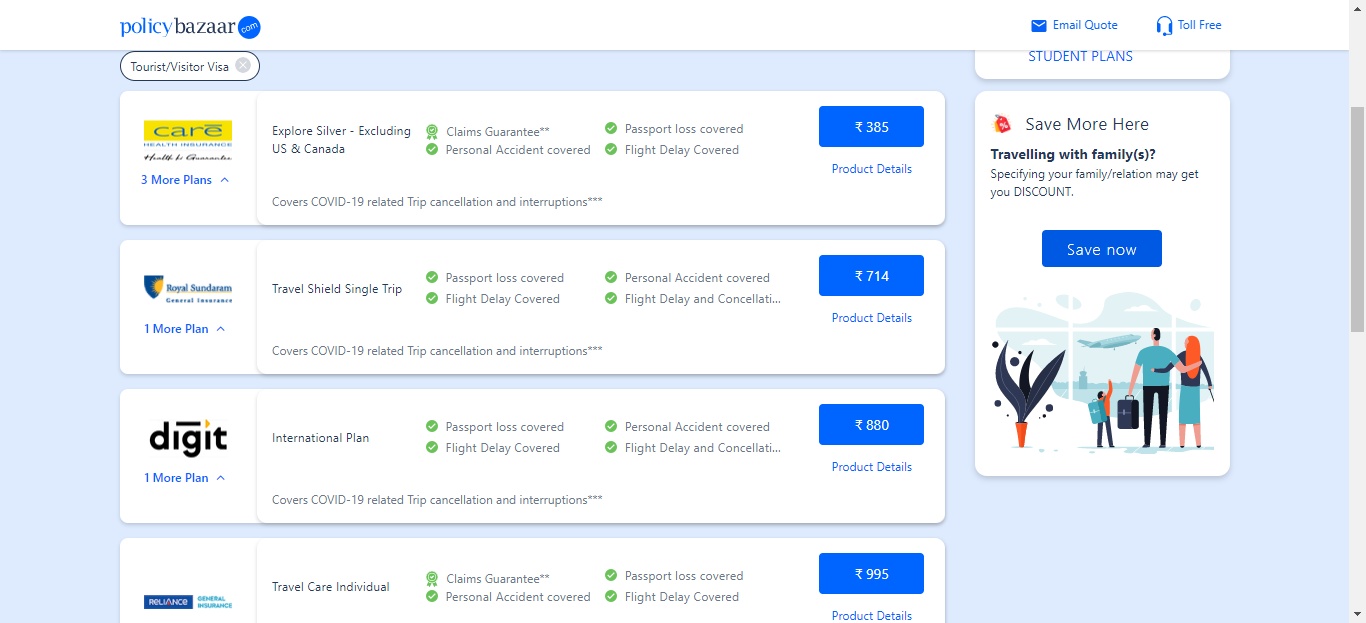 policybazaar com
Email Quote
Toll Free
Tourist/Visitor Visa
STUDENT PLANS
care
HEALTH INSURANCE
Health ki Guarantee
3 More Plans
Explore Silver - Excluding
US & Canada
Claims Guarantee**
Personal Accident covered
Passport loss covered
Flight Delay Covered
₹ 385
Product Details
Covers COVID-19 related Trip cancellation and interruptions***
Royal Sundaram
General Insurance
1 More Plan
Travel Shield Single Trip
Passport loss covered
Flight Delay Covered
Personal Accident covered
Flight Delay and Concellati...
₹ 714
Product Details
Covers COVID-19 related Trip cancellation and interruptions***
digit
1 More Plan
International Plan
Passport loss covered
Flight Delay Covered
Personal Accident covered
Flight Delay and Concellati...
₹ 880
Product Details
Covers COVID-19 related Trip cancellation and interruptions***
RELIANCE GENERAL
INSURANCE
Travel Care Individual
Claims Guarantee**
Personal Accident covered
Passport loss covered
Flight Delay Covered
₹ 995
Product Details
Save More Here
Travelling with family(s)?
Specifying your family/relation may get
you DISCOUNT.
Save now